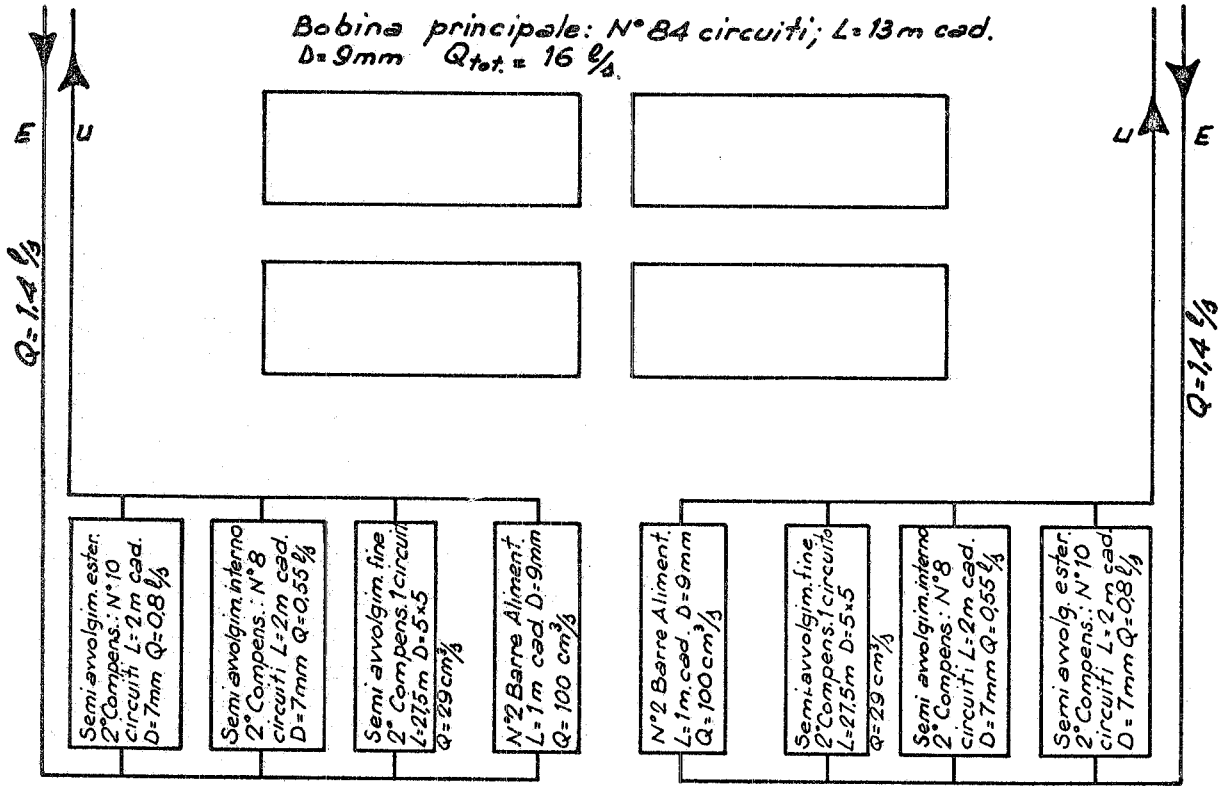 Bobina principale: N° 84 circuiti; L=13m cad.
D=9mm Q tot. = 16 l/s.
E
U
U
E
Q=1,4 l/s
Q=1,4 l/s
Semi avvolgim. ester.
2° Compens.: N° 10
circuiti L=2m cad.
D=7mm Q=0,8 l/s
Semi avvolgim. interno
2° Compens.: N° 8
circuiti L=2m cad.
D=7mm Q=0,55 l/s
Semi avvolgim. fine
2° Compens. 1 circuit
L=27,5m D=5x5
Q=29 cm³/s
N°2 Barre Aliment.
L=1m cad. D=9mm
Q=100 cm³/s
N°2 Barre Aliment.
L=1m. cad. D=9mm
Q=100 cm³/s
Semi-avvolgim. fine
2° Compens. 1 circuito
L=27,5m D=5x5
Q=29 cm³/s
Semi avvolgim. interno
2° Compens.: N°8
circuiti L=2m cad.
D=7mm Q=0,55 l/s
Semi avvolg. ester.
2° Compens.: N°10
circuiti L=2m cad.
D=7mm Q=0,8 l/s